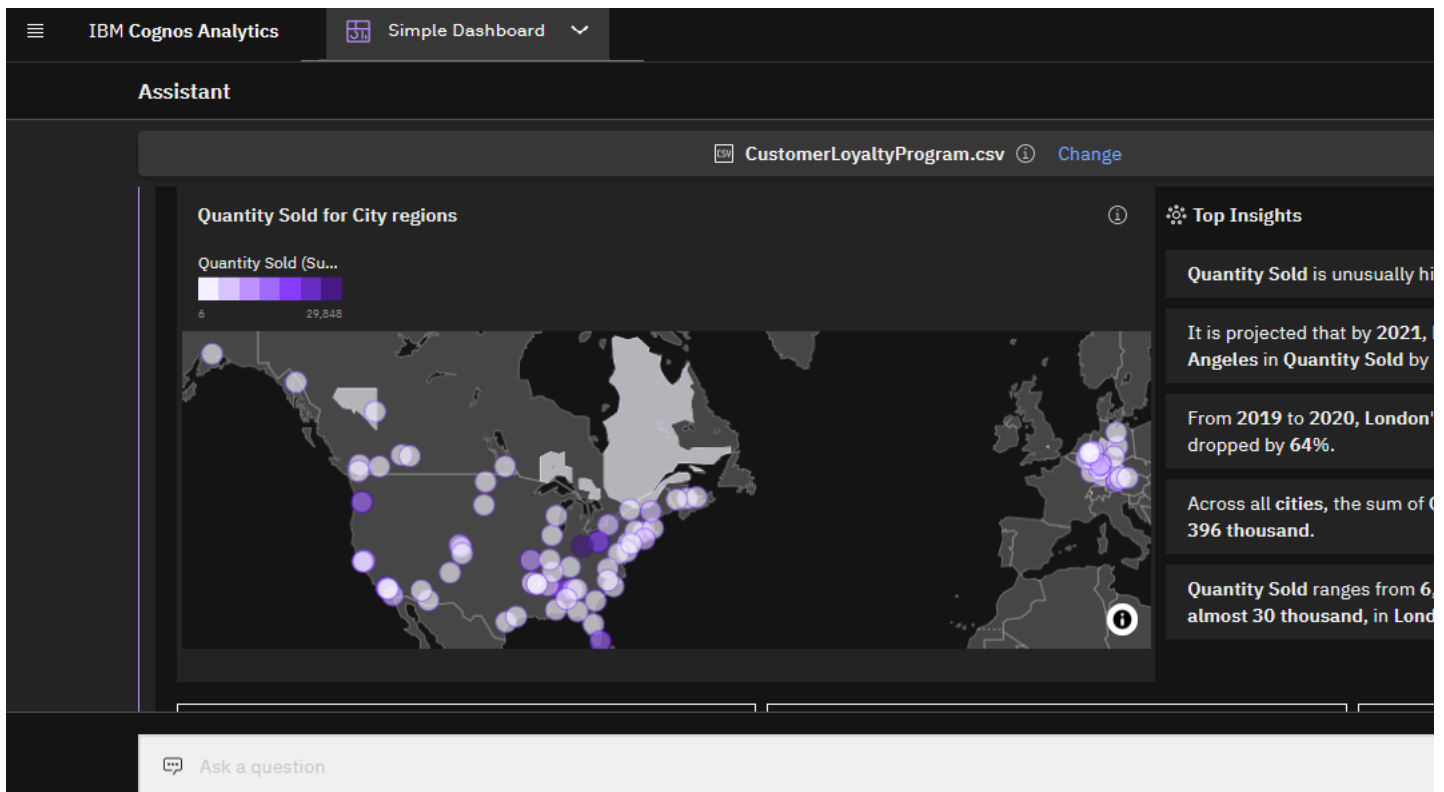 IBM Cognos Analytics
Simple Dashboard
Assistant
CustomerLoyaltyProgram.csv
Change
Quantity Sold for City regions
Quantity Sold (Su...
6 29,848
Top Insights
Quantity Sold is unusually hi
It is projected that by 2021,
Angeles in Quantity Sold by
From 2019 to 2020, London'
dropped by 64%.
Across all cities, the sum of
396 thousand.
Quantity Sold ranges from 6,
almost 30 thousand, in Lond
Ask a question